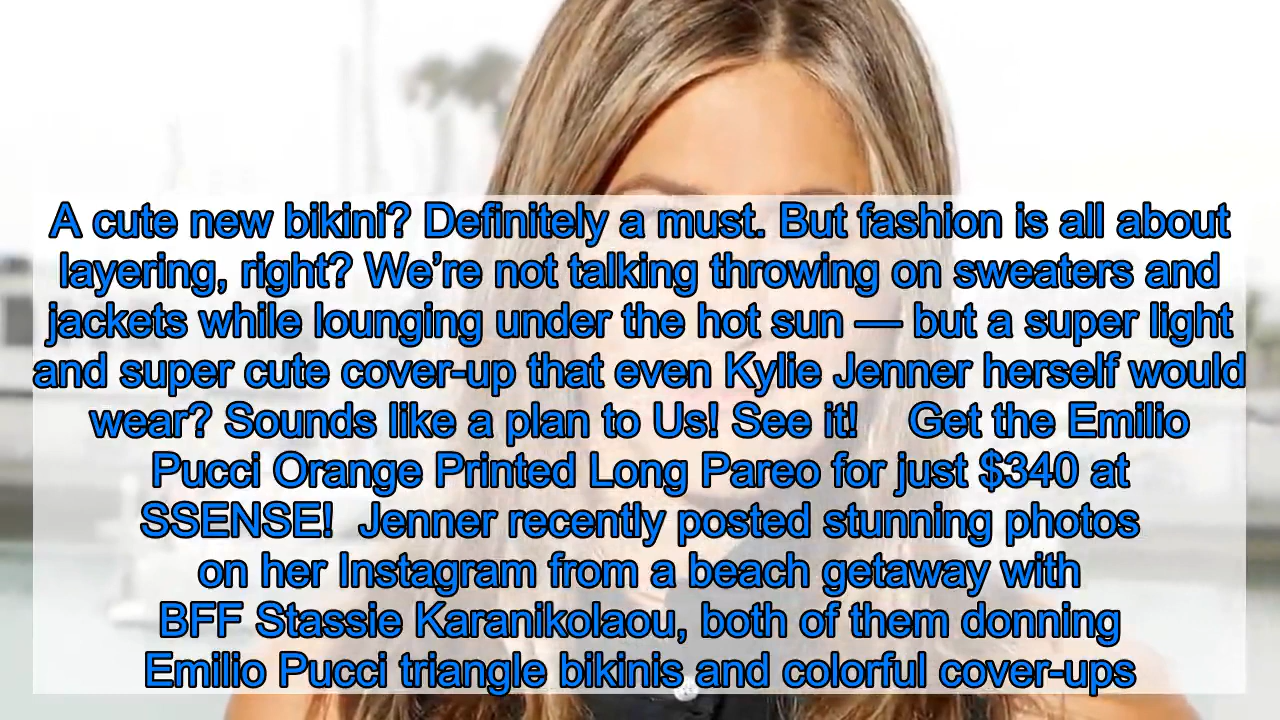 A cute new bikini? Definitely a must. But fashion is all about
layering, right? We’re not talking throwing on sweaters and
jackets while lounging under the hot sun — but a super light
and super cute cover-up that even Kylie Jenner herself would
wear? Sounds like a plan to Us! See it!    Get the Emilio
Pucci Orange Printed Long Pareo for just $340 at
SSENSE!  Jenner recently posted stunning photos
on her Instagram from a beach getaway with
BFF Stassie Karanikolaou, both of them donning
Emilio Pucci triangle bikinis and colorful cover-ups